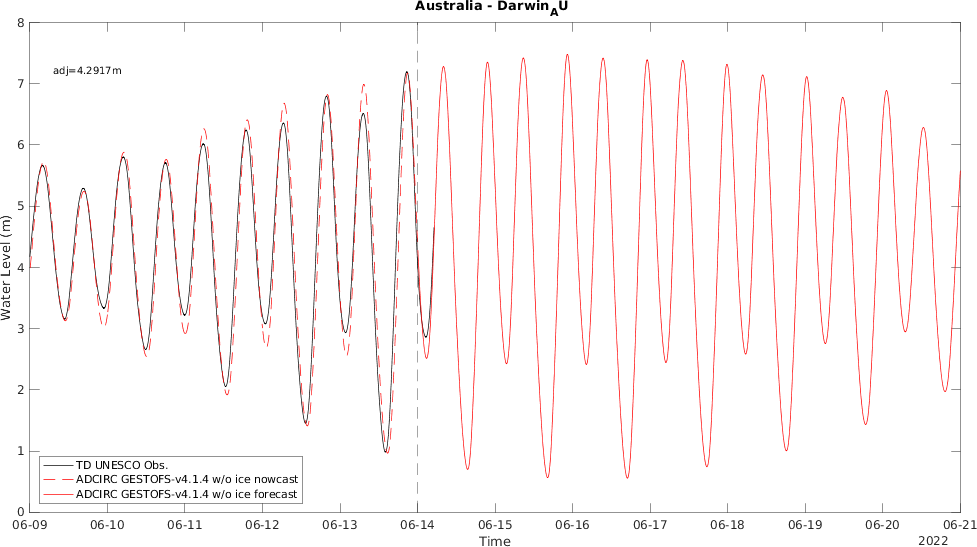 Australia - Darwin_AU
8
adj=4.2917m
7
6
5
4
3
2
1
0
Water Level (m)
TD UNESCO Obs.
ADCIRC GESTOFS-v4.1.4 w/o ice nowcast
ADCIRC GESTOFS-v4.1.4 w/o ice forecast
06-09 06-10 06-11 06-12 06-13 06-14 06-15 06-16 06-17 06-18 06-19 06-20 06-21
Time
2022